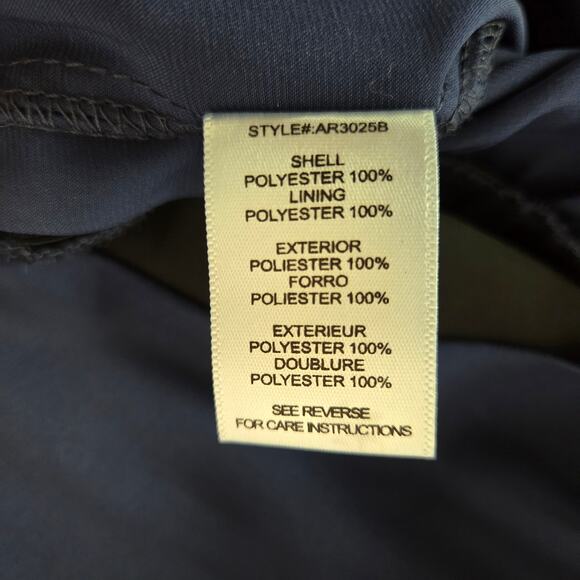 STYLE#:AR3025B
SHELL
POLYESTER 100%
LINING
POLYESTER 100%
EXTERIOR
POLIESTER 100%
FORRO
POLIESTER 100%
EXTERIEUR
POLYESTER 100%
DOUBLURE
POLYESTER 100%
SEE REVERSE
FOR CARE INSTRUCTIONS